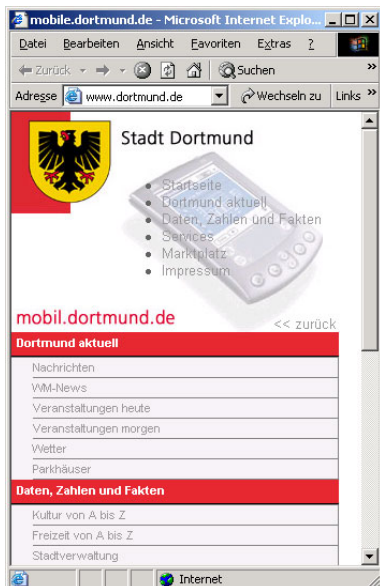 mobile.dortmund.de - Microsoft Internet Explo...
Datei Bearbeiten Ansicht Favoriten Extras ?
Zurück Suchen »
Adresse www.dortmund.de Wechseln zu Links »
Stadt Dortmund
• Startseite
• Dortmund aktuell
• Daten, Zahlen und Fakten
• Services
• Marktplatz
• Impressum
mobil.dortmund.de
<< zurück
Dortmund aktuell
Nachrichten
WM-News
Veranstaltungen heute
Veranstaltungen morgen
Wetter
Parkhäuser
Daten, Zahlen und Fakten
Kultur von A bis Z
Freizeit von A bis Z
Stadtverwaltung
Internet